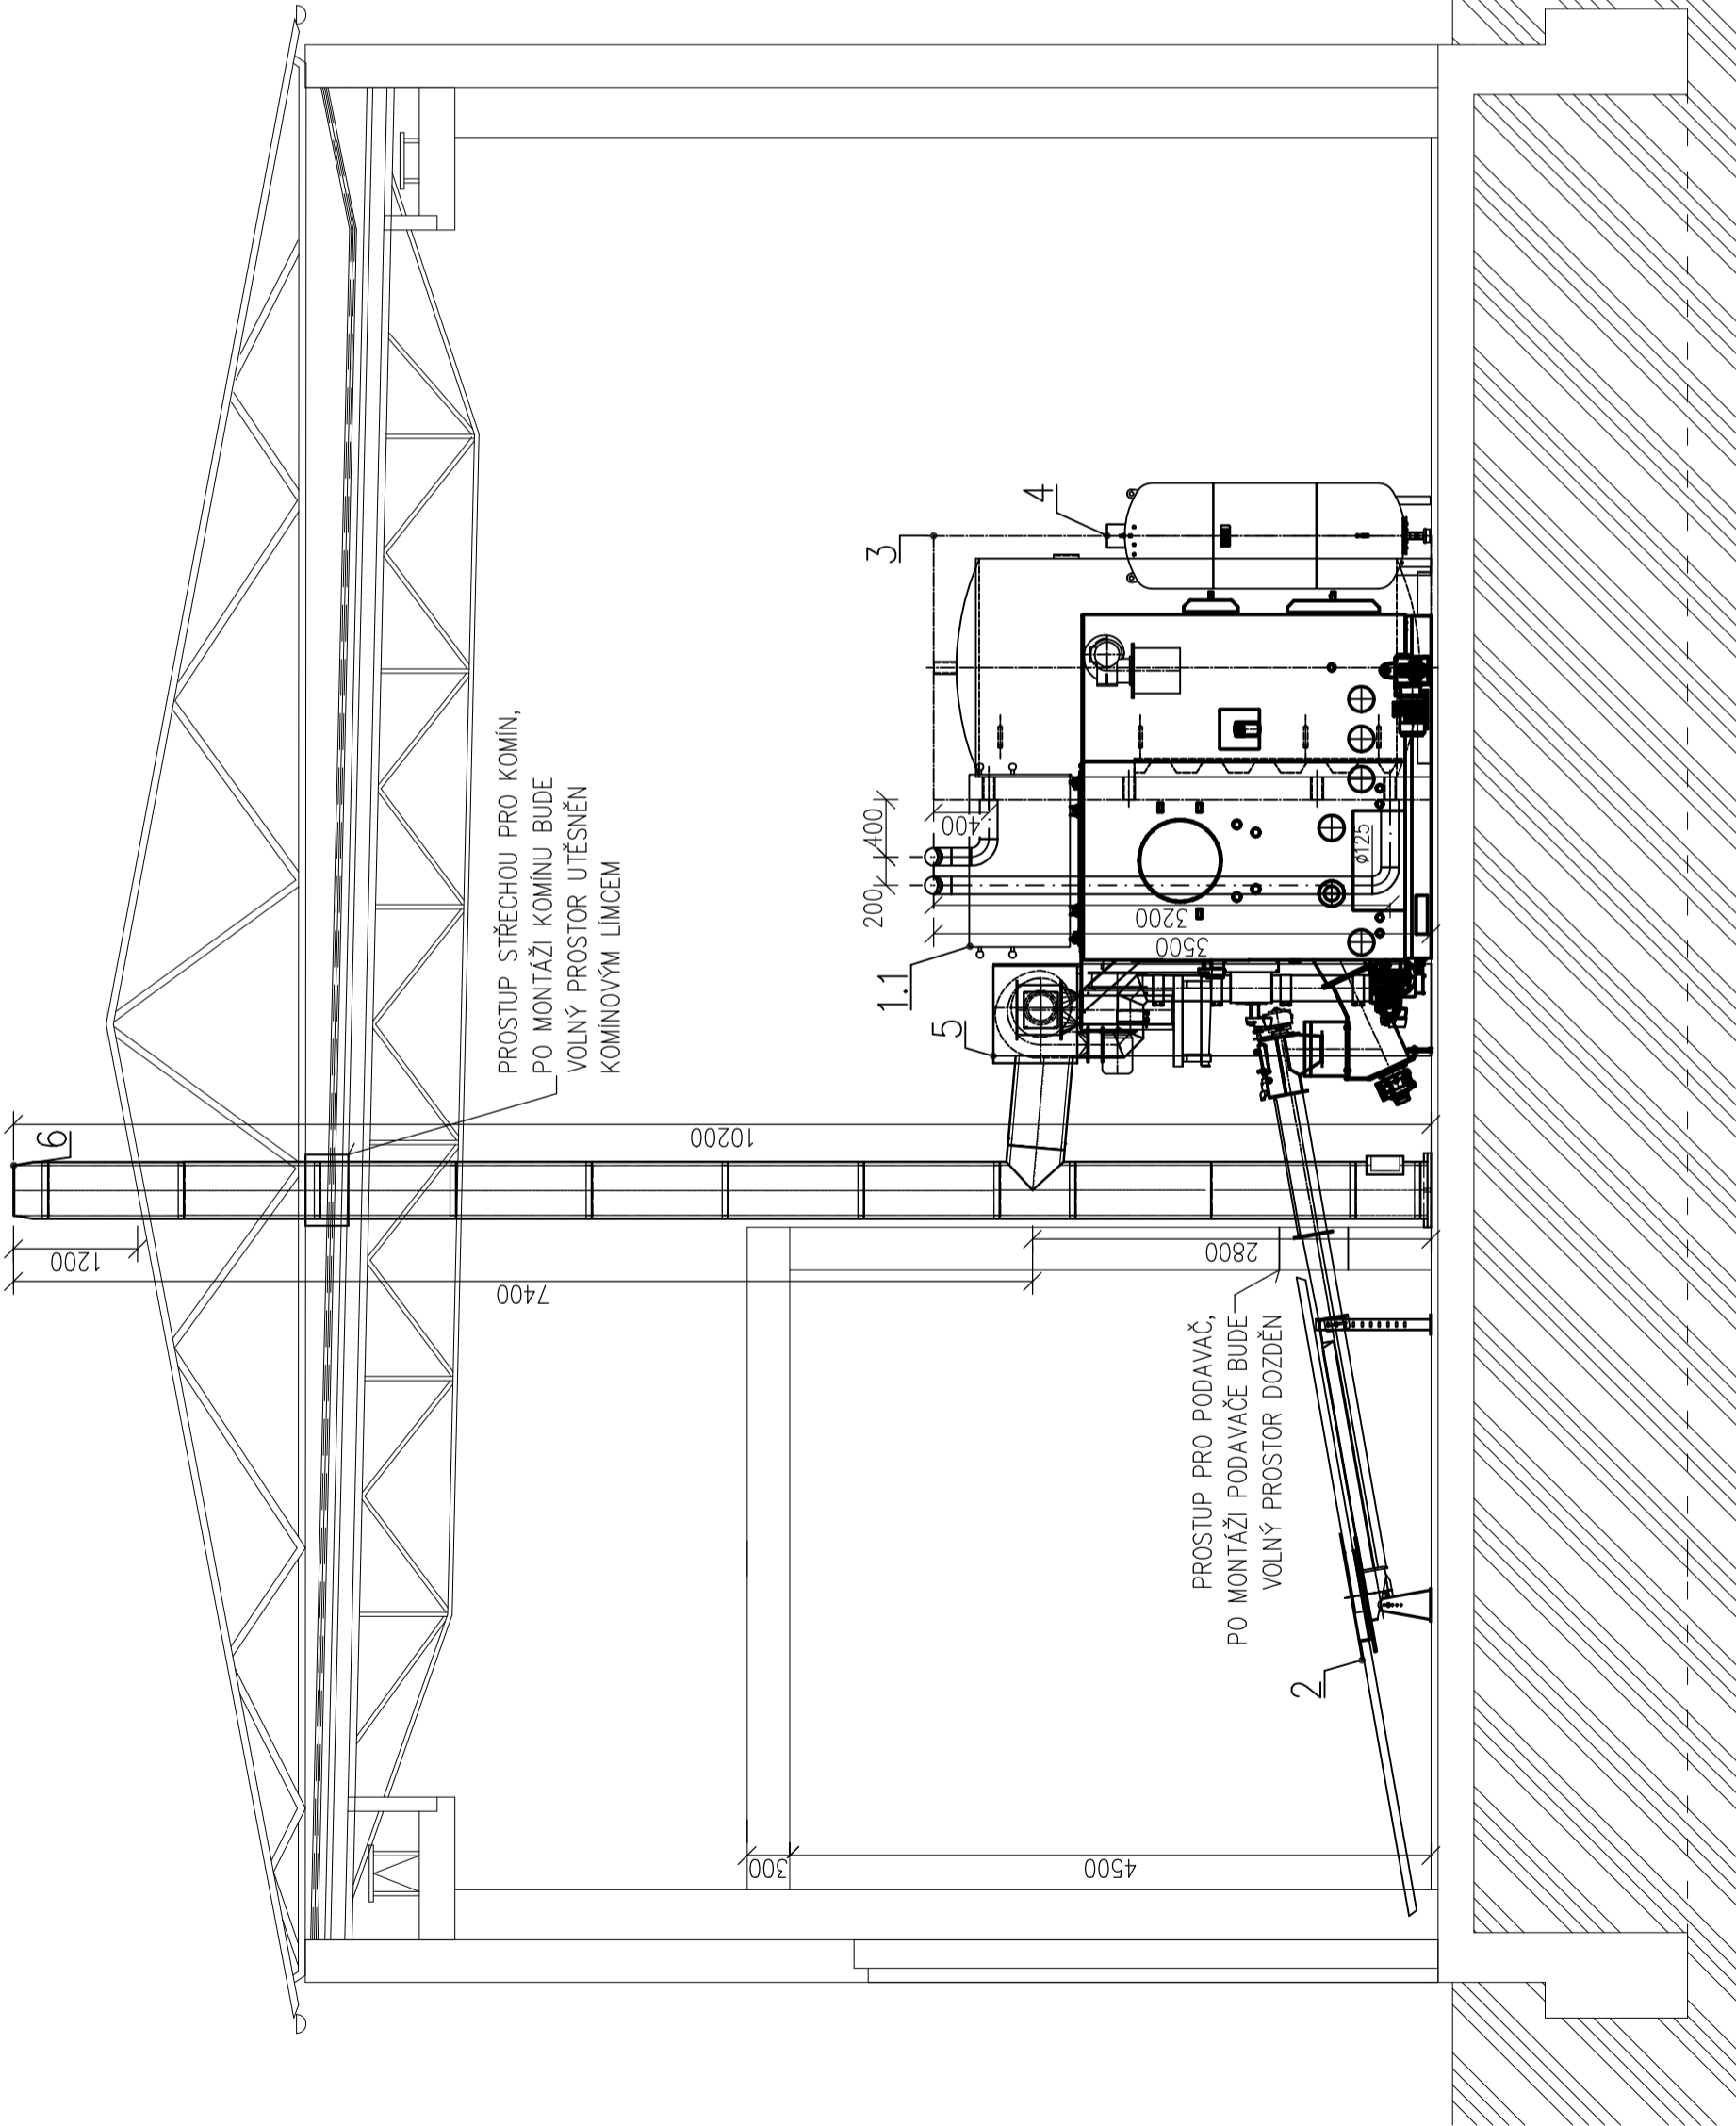 6
PROSTUP STŘECHOU PRO KOMÍN,
PO MONTÁŽI KOMÍNU BUDE
VOLNÝ PROSTOR UTĚSNĚN
KOMÍNOVÝM LÍMCEM
1200
7400
10200
2800
300
4500
PROSTUP PRO PODAVAČ,
PO MONTÁŽI PODAVAČE BUDE
VOLNÝ PROSTOR DOZDĚN
2
5
1.1
200
400
400
3200
3500
ø125
3
4